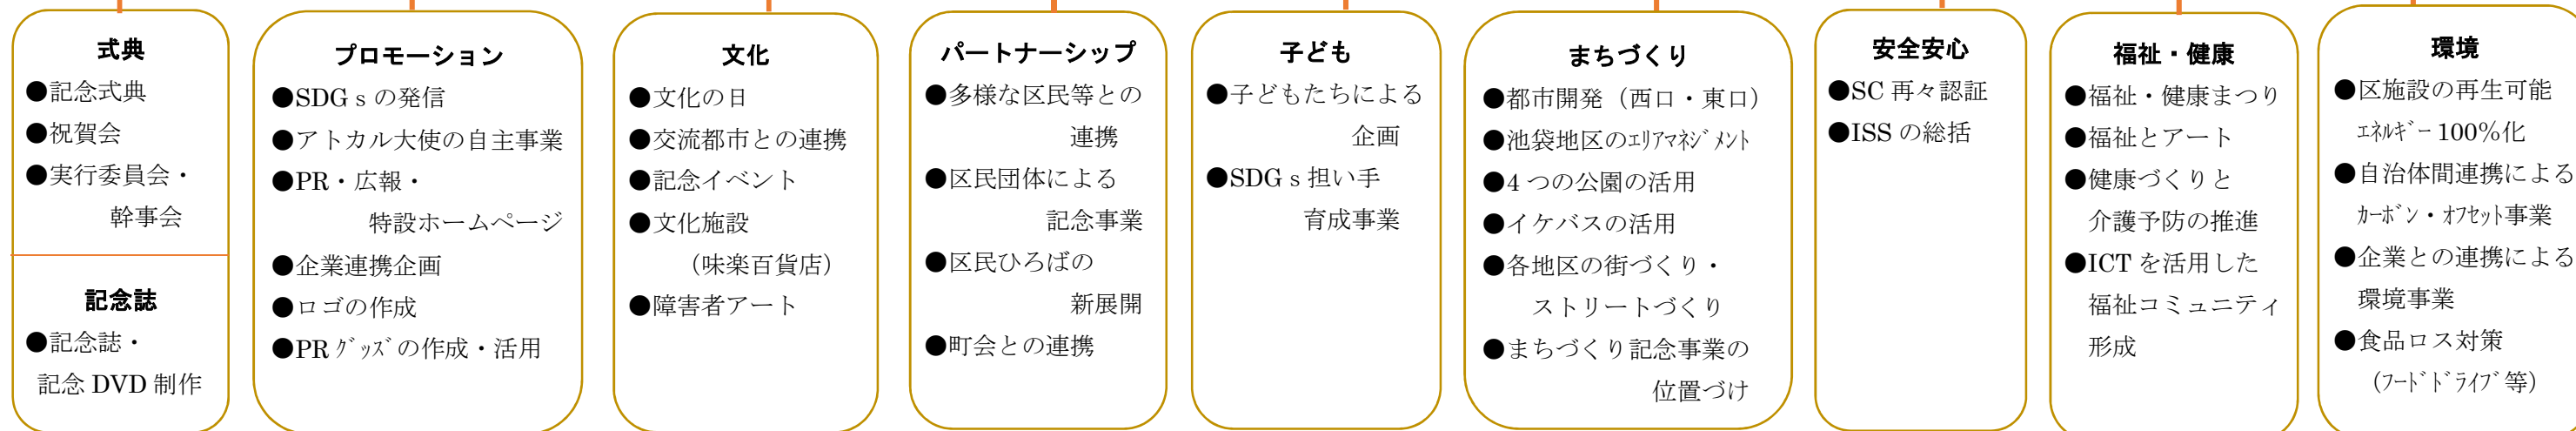 式典
●記念式典
●祝賀会
●実行委員会・
幹事会
記念誌
●記念誌・
記念 DVD 制作
プロモーション
●SDGｓの発信
●アトカル大使の自主事業
●PR・広報・
特設ホームページ
●企業連携企画
●ロゴの作成
●PR ｸﾞｯｽﾞの作成・活用
文化
●文化の日
●交流都市との連携
●記念イベント
●文化施設
（味楽百貨店）
●障害者アート
パートナーシップ
●多様な区民等との
連携
●区民団体による
記念事業
●区民ひろばの
新展開
●町会との連携
子ども
●子どもたちによる
企画
●SDGｓ担い手
育成事業
まちづくり
●都市開発（西口・東口）
●池袋地区のｴﾘｱﾏﾈｼﾞﾒﾝﾄ
●4 つの公園の活用
●イケバスの活用
●各地区の街づくり・
ストリートづくり
●まちづくり記念事業の
位置づけ
安全安心
●SC 再々認証
●ISS の総括
福祉・健康
●福祉・健康まつり
●福祉とアート
●健康づくりと
介護予防の推進
●ICT を活用した
福祉コミュニティ
形成
環境
●区施設の再生可能
ｴﾈﾙｷﾞｰ 100％化
●自治体間連携による
ｶｰﾎﾞﾝ・ｵﾌｾｯﾄ事業
●企業との連携による
環境事業
●食品ロス対策
（ﾌｰﾄﾞﾄﾞﾗｲﾌﾞ等）